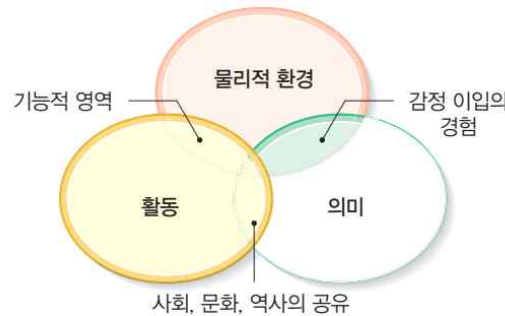 물리적 환경
기능적 영역
감정 이입의
경험
활동
의미
사회, 문화, 역사의 공유